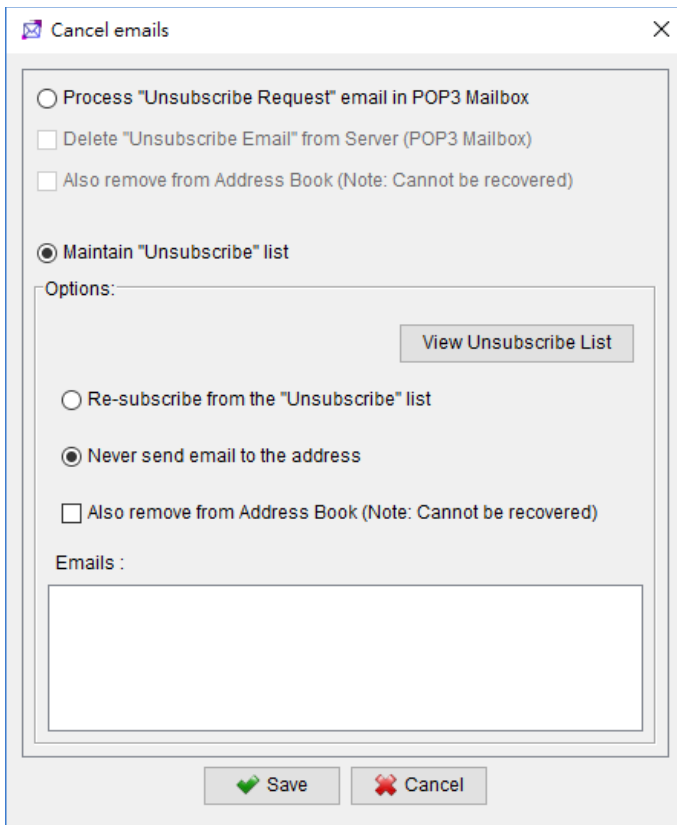 Cancel emails
Process "Unsubscribe Request" email in POP3 Mailbox
Delete "Unsubscribe Email" from Server (POP3 Mailbox)
Also remove from Address Book (Note: Cannot be recovered)
Maintain "Unsubscribe" list
Options:
View Unsubscribe List
Re-subscribe from the "Unsubscribe" list
Never send email to the address
Also remove from Address Book (Note: Cannot be recovered)
Emails :
Save
Cancel